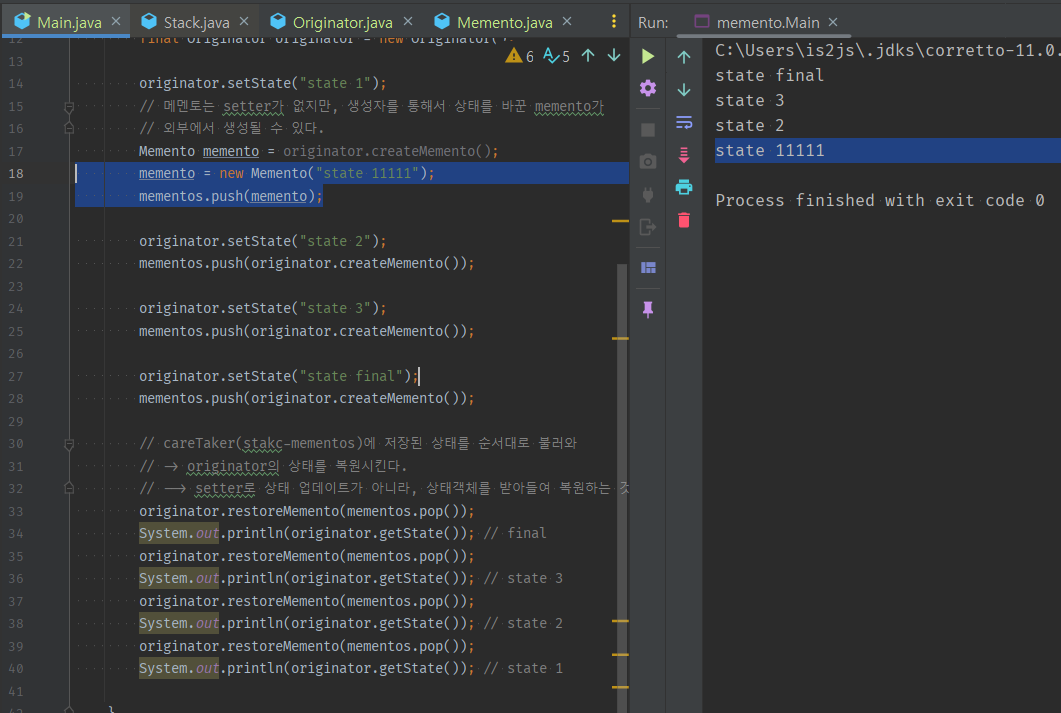 Main.java
Stack.java
Originator.java
Memento.java
Run:
memento.Main
12 final Originator originator = new Originator(
6 5
13
14 originator.setState("state 1");
15 // 메멘토는 setter가 없지만, 생성자를 통해서 상태를 바꾼 memento가
16 // 외부에서 생성될 수 있다.
17 Memento memento = originator.createMemento();
18 memento = new Memento("state 11111");
19 mementos.push(memento);
20
21 originator.setState("state 2");
22 mementos.push(originator.createMemento());
23
24 originator.setState("state 3");
25 mementos.push(originator.createMemento());
26
27 originator.setState("state final");
28 mementos.push(originator.createMemento());
29
30 // careTaker(stakc-mementos)에 저장된 상태를 순서대로 불러와
31 // -> originator의 상태를 복원시킨다.
32 // --> setter로 상태 업데이트가 아니라, 상태객체를 받아들여 복원하는
33 originator.restoreMemento(mementos.pop());
34 System.out.println(originator.getState()); // final
35 originator.restoreMemento(mementos.pop());
36 System.out.println(originator.getState()); // state 3
37 originator.restoreMemento(mementos.pop());
38 System.out.println(originator.getState()); // state 2
39 originator.restoreMemento(mementos.pop());
40 System.out.println(originator.getState()); // state 1
41
42 }
C:\Users\is2js\.jdks\corretto-11.0.
state final
state 3
state 2
state 11111
Process finished with exit code 0